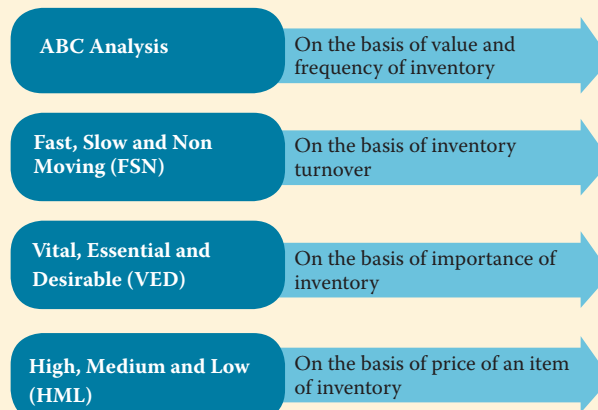 ABC Analysis
On the basis of value and
frequency of inventory
Fast, Slow and Non
Moving (FSN)
On the basis of inventory
turnover
Vital, Essential and
Desirable (VED)
On the basis of importance of
inventory
High, Medium and Low
(HML)
On the basis of price of an item
of inventory